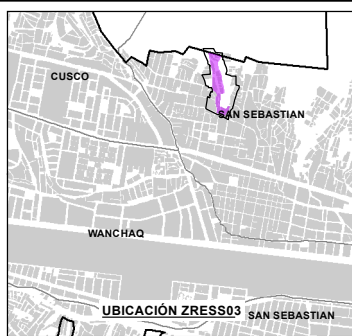 CUSCO
SAN SEBASTIAN
WANCHAQ
UBICACIÓN ZRESS03
SAN SEBASTIAN